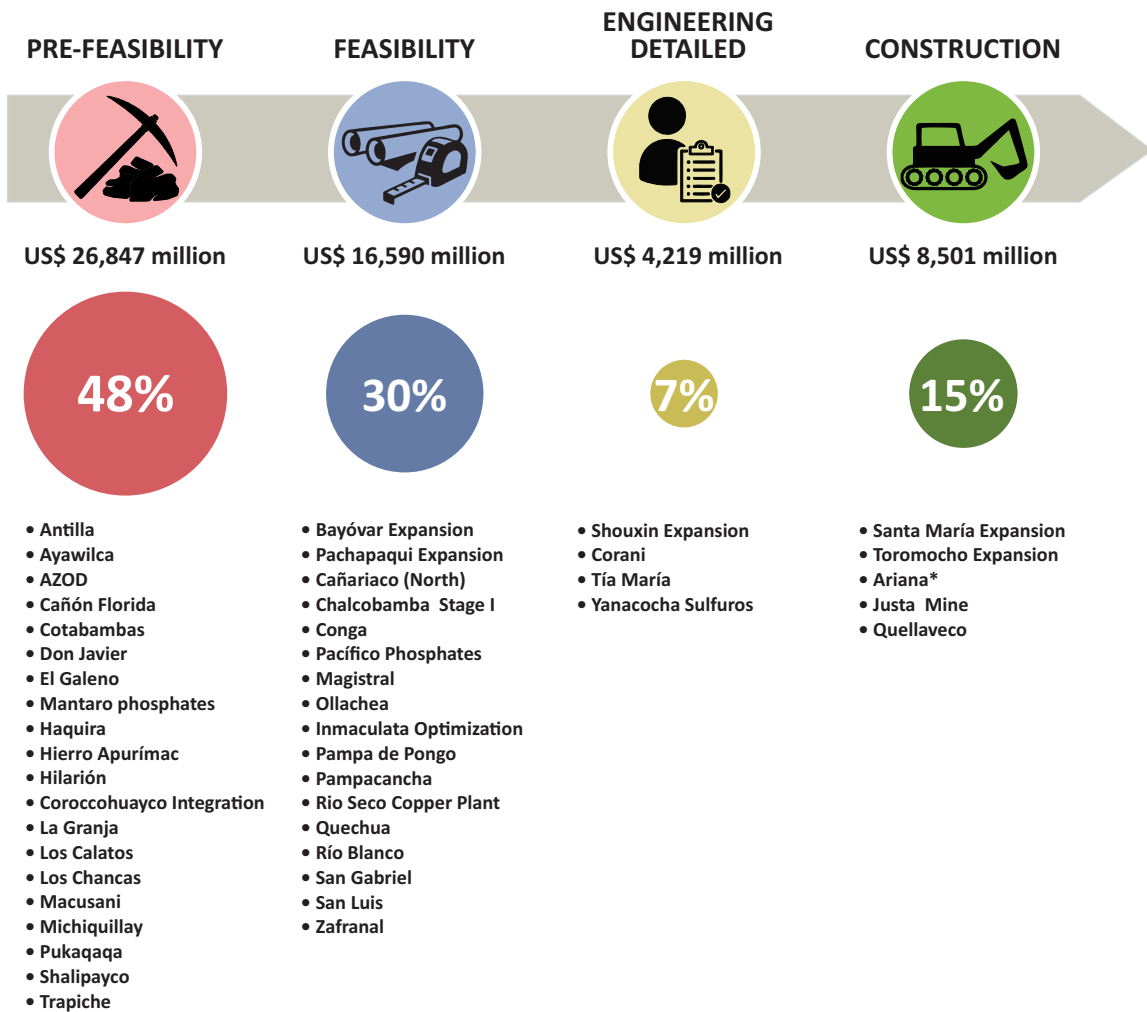 PRE-FEASIBILITY
FEASIBILITY
ENGINEERING
DETAILED
CONSTRUCTION
US$ 26,847 million
US$ 16,590 million
US$ 4,219 million
US$ 8,501 million
48%
30%
7%
15%
• Antilla
• Ayawilca
• AZOD
• Cañón Florida
• Cotabambas
• Don Javier
• El Galeno
• Mantaro phosphates
• Haquira
• Hierro Apurímac
• Hilarión
• Coroccohuayco Integration
• La Granja
• Los Calatos
• Los Chancas
• Macusani
• Michiquillay
• Pukaqaqa
• Shalipayco
• Trapiche
• Bayóvar Expansion
• Pachapaqui Expansion
• Cañariaco (North)
• Chalcobamba Stage I
• Conga
• Pacífico Phosphates
• Magistral
• Ollachea
• Inmaculata Optimization
• Pampa de Pongo
• Pampacancha
• Rio Seco Copper Plant
• Quechua
• Río Blanco
• San Gabriel
• San Luis
• Zafranal
• Shouxin Expansion
• Corani
• Tía María
• Yanacocha Sulfuros
• Santa María Expansion
• Toromocho Expansion
• Ariana*
• Justa Mine
• Quellaveco